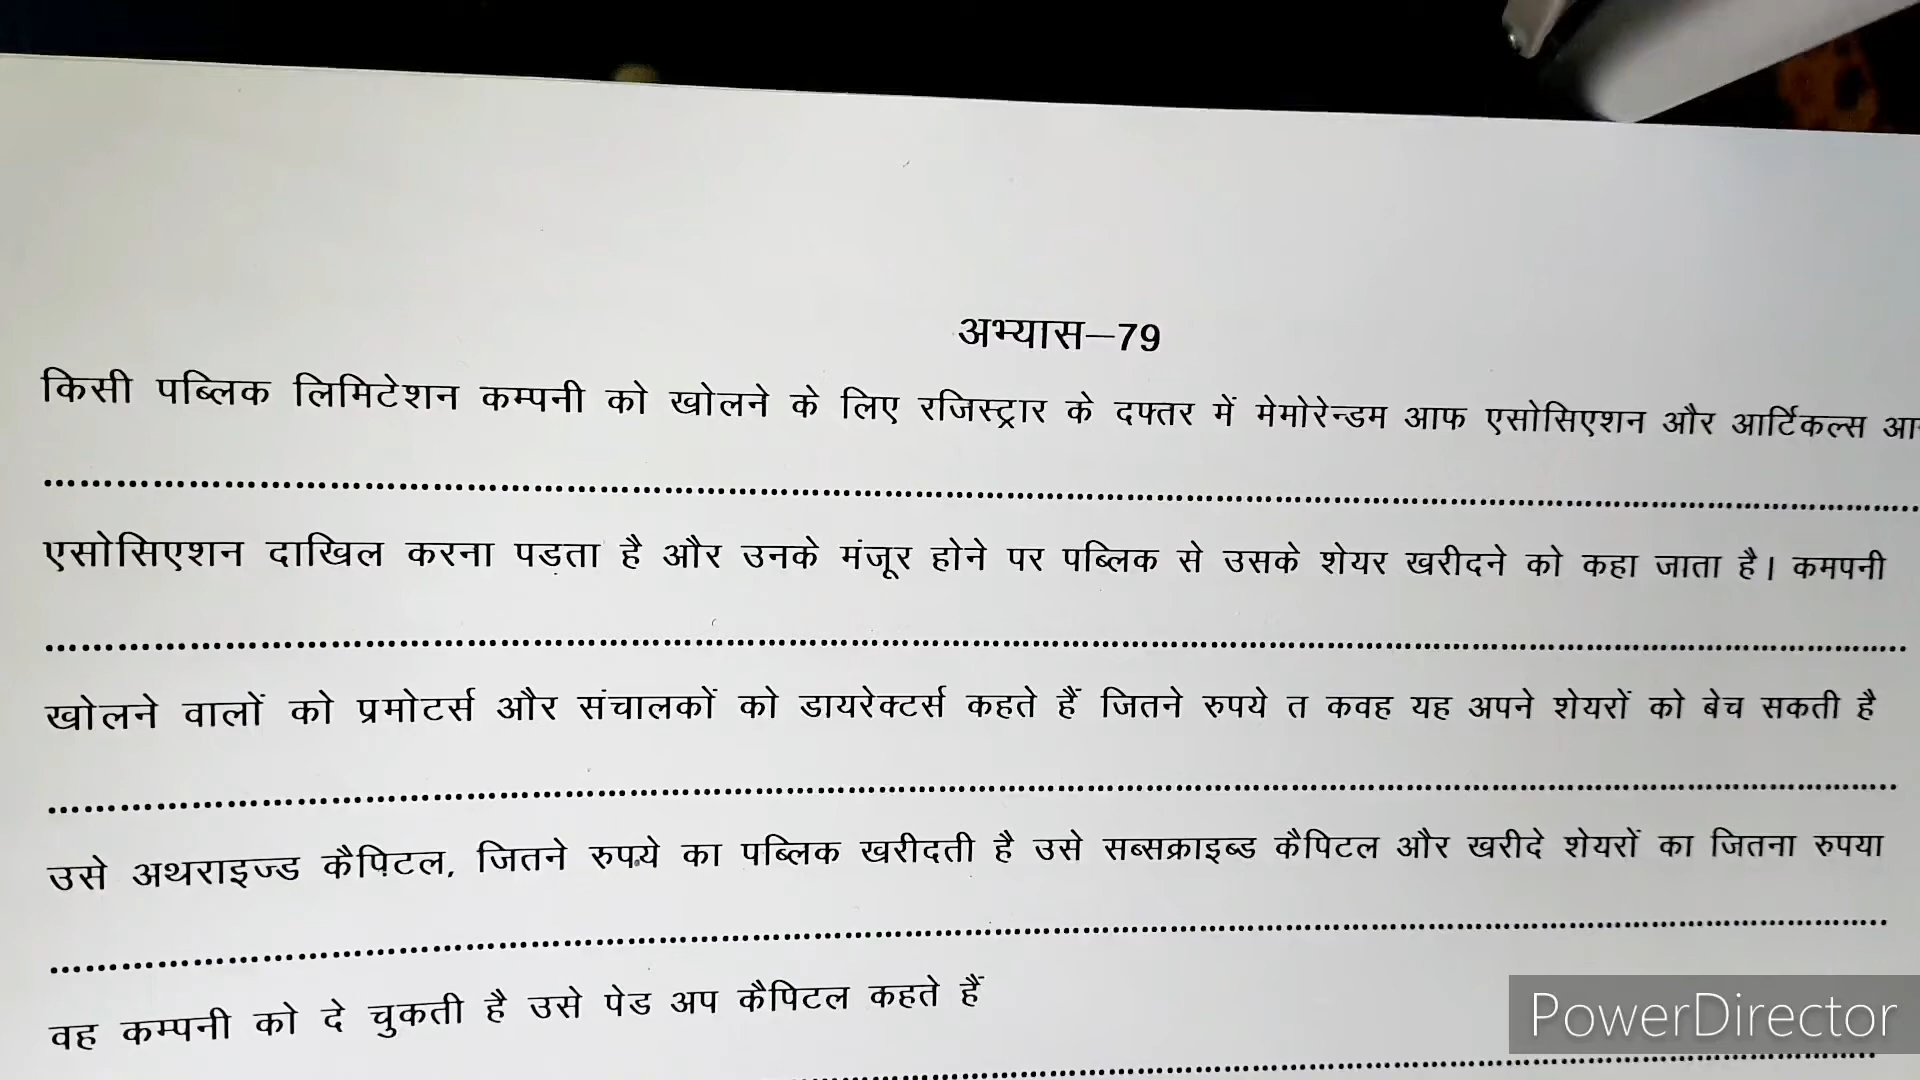 अभ्यास–79
किसी पब्लिक लिमिटेशन कम्पनी को खोलने के लिए रजिस्ट्रार के दफ्तर में मेमोरेन्डम आफ एसोसिएशन और आर्टिकल्स
एसोसिएशन दाखिल करना पडता है और उनके मंजूर होने पर पब्लिक से उसके शेयर खरीदने को कहा जाता है। कमपनी
खोलने वालों को प्रमोटर्स और संचालकों को डायरेक्टर्स कहते हैं जितने रुपये त कवह यह अपने शेयरों को बेच सकती है
उसे अथराइज्ड कैपिटल, जितने रुपये का पब्लिक खरीदती है उसे सब्सक्राइब्ड कैपिटल और खरीदे शेयरों का जितना रुपया
वह कम्पनी को दे चुकती है उसे पेड अप कैपिटल कहते हैं
PowerDirector